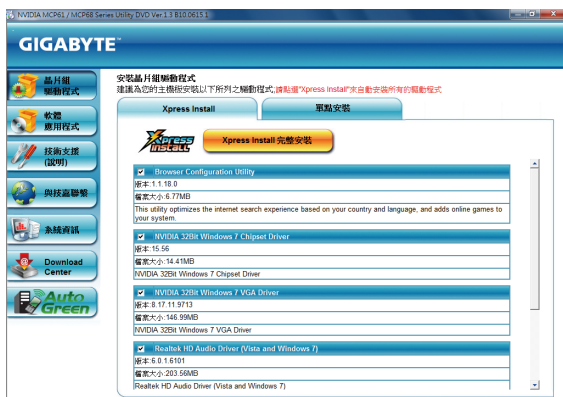 NVIDIA MCP61 / MCP68 Series Utility DVD Ver.1.3 B10.0615.1
GIGABYTE™
晶片組
驅動程式
軟體
應用程式
技術支援
(說明)
與技嘉聯繫
系統資訊
Download
Center
Auto
Green
安裝晶片組驅動程式
建議為您的主機板安裝以下所列之驅動程式;請點選"Xpress Install"來自動安裝所有的驅動程式
Xpress Install
單點安裝
Xpress
Install
Xpress Install 完整安裝
Browser Configuration Utility
版本:1.1.18.0
檔案大小:6.77MB
This utility optimizes the internet search experience based on your country and language, and adds online games to
your system.
NVIDIA 32Bit Windows 7 Chipset Driver
版本:15.56
檔案大小:14.41MB
NVIDIA 32Bit Windows 7 Chipset Driver
NVIDIA 32Bit Windows 7 VGA Driver
版本:8.17.11.9713
檔案大小:146.99MB
NVIDIA 32Bit Windows 7 VGA Driver
Realtek HD Audio Driver (Vista and Windows 7)
版本:6.0.1.6101
檔案大小:203.56MB
Realtek HD Audio Driver (Vista and Windows 7)